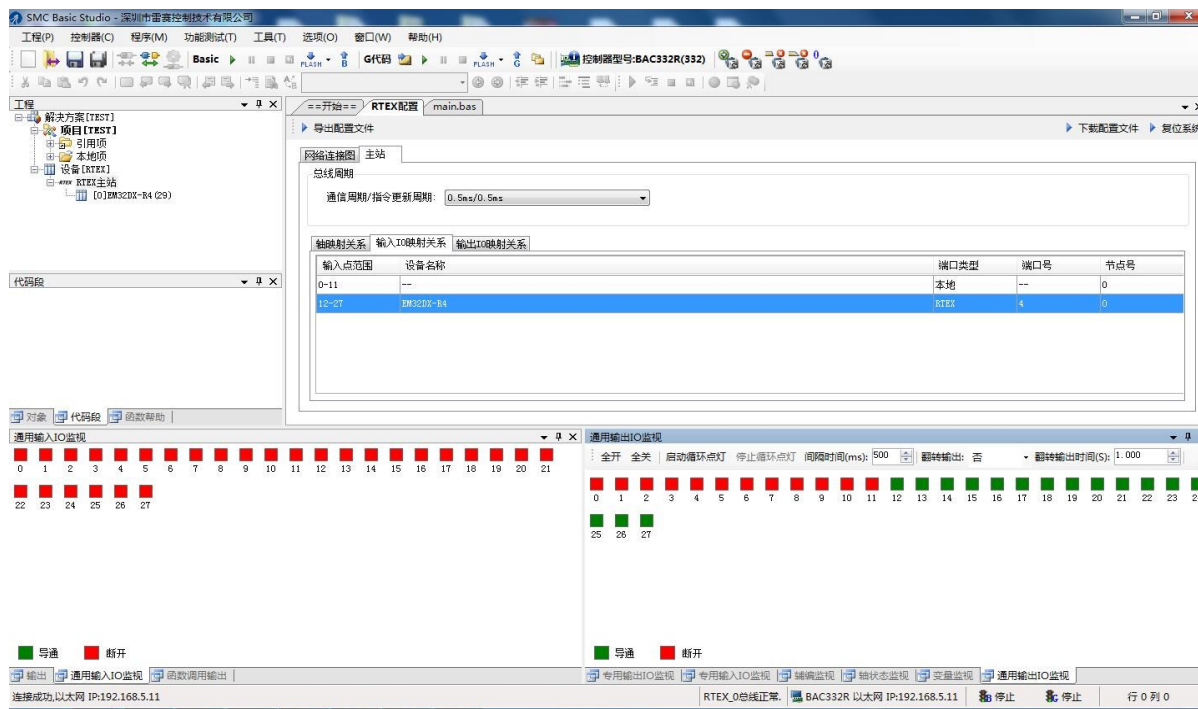 SMC Basic Studio - 深圳市雷赛控制技术有限公司
工程(P) 控制器(C) 程序(M) 功能测试(T) 工具(T) 选项(O) 窗口(W) 帮助(H)
Basic FLASH B G代码 FLASH G 控制器型号:BAC332R(332)
工程
==开始== RTEX配置 main.bas
解决方案[TEST]
项目[TEST]
引用项
本地项
设备[RTEX]
RTEX主站
[0]EM32DX-R4(29)
导出配置文件 下载配置文件 复位系统
网络连接图 主站
总线周期
通信周期/指令更新周期: 0.5ms/0.5ms
轴映射关系 输入IO映射关系 输出IO映射关系
输入点范围 设备名称 端口类型 端口号 节点号
0-11 -- 本地 -- 0
12-27 EM32DX-R4 RTEX 4 0
代码段
对象 代码段 函数帮助
通用输入IO监视
0 1 2 3 4 5 6 7 8 9 10 11 12 13 14 15 16 17 18 19 20 21
22 23 24 25 26 27
导通 断开
输出 通用输入IO监视 函数调用输出
通用输出IO监视
全开 全关 启动循环点灯 停止循环点灯 间隔时间(ms): 500 翻转输出: 否 翻转输出时间(S): 1.000
0 1 2 3 4 5 6 7 8 9 10 11 12 13 14 15 16 17 18 19 20 21 22 23 2
25 26 27
导通 断开
专用输出IO监视 专用输入IO监视 辅编监视 轴状态监视 变量监视 通用输出IO监视
连接成功,以太网 IP:192.168.5.11 RTEX_0总线正常. BAC332R 以太网 IP:192.168.5.11 停止 停止 行 0 列 0